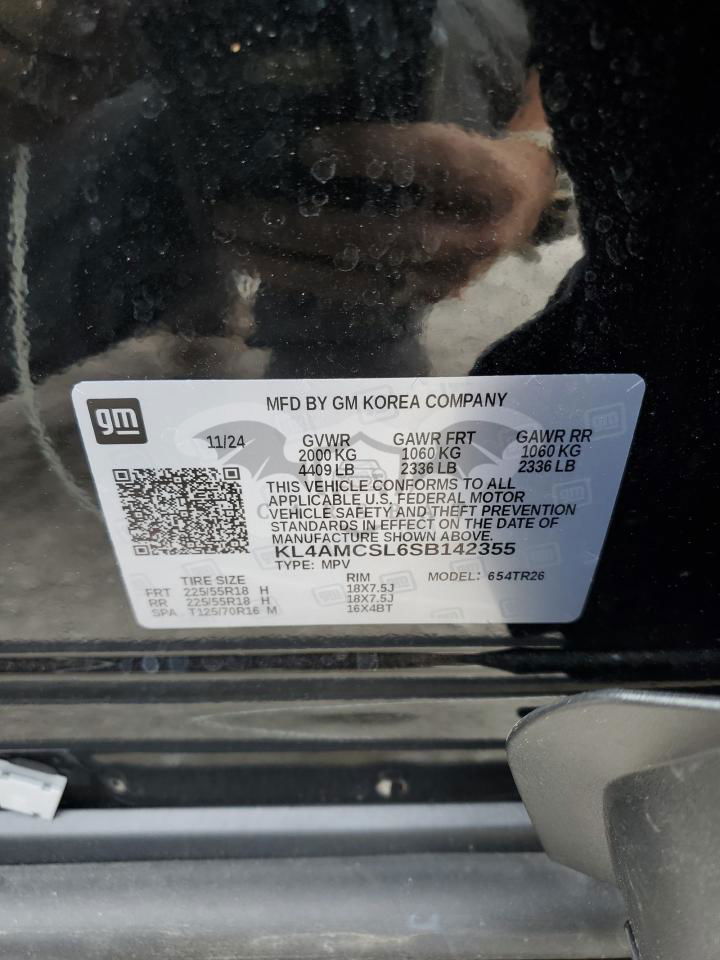 gm
MFD BY GM KOREA COMPANY
11/24
GVWR
2000 KG
4409 LB
GAWR FRT
1060 KG
2336 LB
GAWR RR
1060 KG
2336 LB
THIS VEHICLE CONFORMS TO ALL
APPLICABLE U.S. FEDERAL MOTOR
VEHICLE SAFETY AND THEFT PREVENTION
STANDARDS IN EFFECT ON THE DATE OF
MANUFACTURE SHOWN ABOVE.
KL4AMCSL6SB142355
TYPE: MPV
TIRE SIZE RIM MODEL: 654TR26
FRT 225/55R18 H 18X7.5J
RR 225/55R18 H 18X7.5J
SPA T125/70R16 M 16X4BT